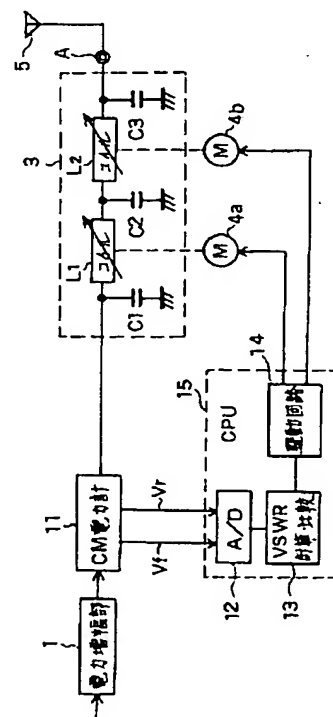 1
電力増幅部
11
CM電力計
Vf
Vr
3
L1
コイル
L2
コイル
C1
C2
C3
A
5
M
4a
M
4b
15
CPU
12
A/D
13
VSWR
計算・比較
14
駆動回路